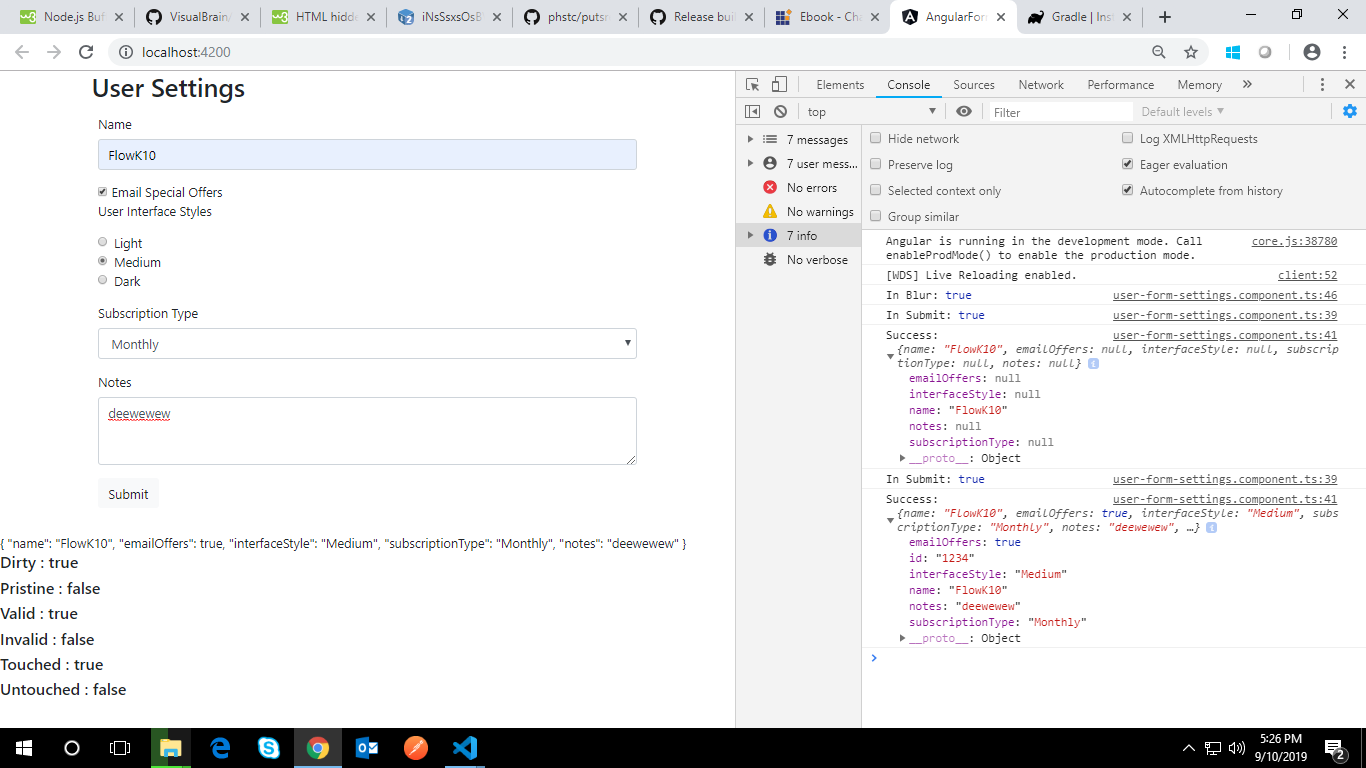 Node.js Buf
VisualBrain/
HTML hidde
iNsSsxsOsB
phstc/putsr
Release buil
Ebook - Cha
AngularForm
Gradle | Inst
localhost:4200
User Settings
Name
FlowK10
Email Special Offers
User Interface Styles
Light
Medium
Dark
Subscription Type
Monthly
Notes
deewewew
Submit
{ "name": "FlowK10", "emailOffers": true, "interfaceStyle": "Medium", "subscriptionType": "Monthly", "notes": "deewewew" }
Dirty : true
Pristine : false
Valid : true
Invalid : false
Touched : true
Untouched : false
Elements Console Sources Network Performance Memory »
top
Filter
Default levels
7 messages
7 user mess...
No errors
No warnings
7 info
No verbose
Hide network
Log XMLHttpRequests
Preserve log
Eager evaluation
Selected context only
Autocomplete from history
Group similar
Angular is running in the development mode. Call core.js:38780
enableProdMode() to enable the production mode.
[WDS] Live Reloading enabled. client:52
In Blur: true user-form-settings.component.ts:46
In Submit: true user-form-settings.component.ts:39
Success: user-form-settings.component.ts:41
{name: "FlowK10", emailOffers: null, interfaceStyle: null, subscrip
tionType: null, notes: null} i
emailOffers: null
interfaceStyle: null
name: "FlowK10"
notes: null
subscriptionType: null
__proto__: Object
In Submit: true user-form-settings.component.ts:39
Success: user-form-settings.component.ts:41
{name: "FlowK10", emailOffers: true, interfaceStyle: "Medium", subs
criptionType: "Monthly", notes: "deewewew", …} i
emailOffers: true
id: "1234"
interfaceStyle: "Medium"
name: "FlowK10"
notes: "deewewew"
subscriptionType: "Monthly"
__proto__: Object
5:26 PM
9/10/2019
2